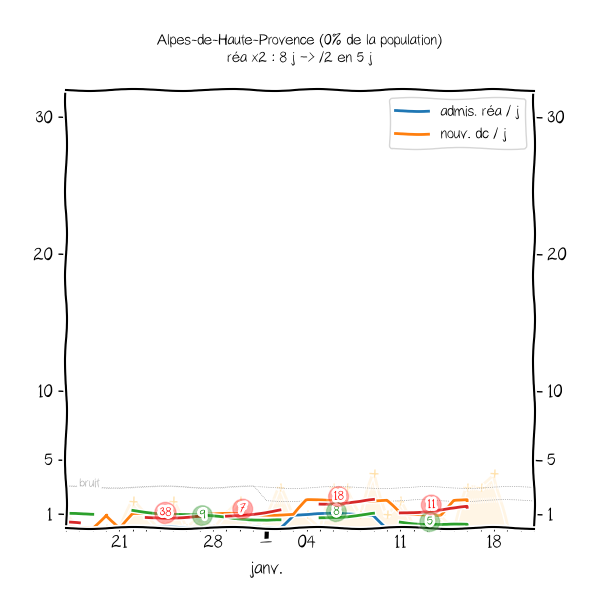 Alpes-de-Haute-Provence (0% de la population)
réa x2 : 8 j -> /2 en 5 j
admis. réa / j
nouv. dc / j
30 30
20 20
10 10
5 5
bruit
1 1
38 9 7 18 8 11 5
21 28 1 04 11 18
janv.